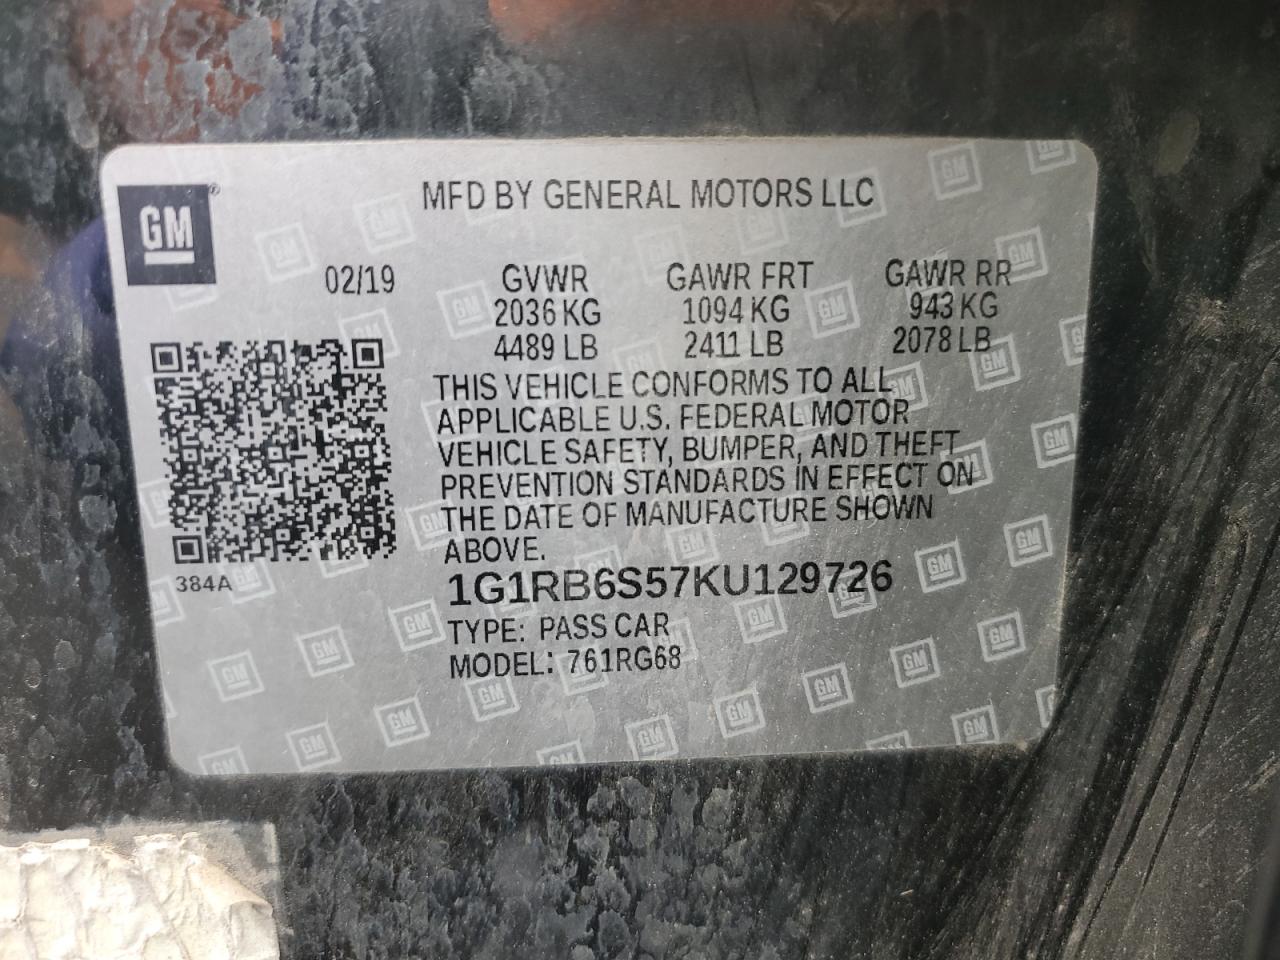 GM
MFD BY GENERAL MOTORS LLC
02/19 GVWR GAWR FRT GAWR RR
2036 KG 1094 KG 943 KG
4489 LB 2411 LB 2078 LB
THIS VEHICLE CONFORMS TO ALL
APPLICABLE U.S. FEDERAL MOTOR
VEHICLE SAFETY, BUMPER, AND THEFT
PREVENTION STANDARDS IN EFFECT ON
THE DATE OF MANUFACTURE SHOWN
ABOVE.
384A
1G1RB6S57KU129726
TYPE: PASS CAR
MODEL: 761RG68